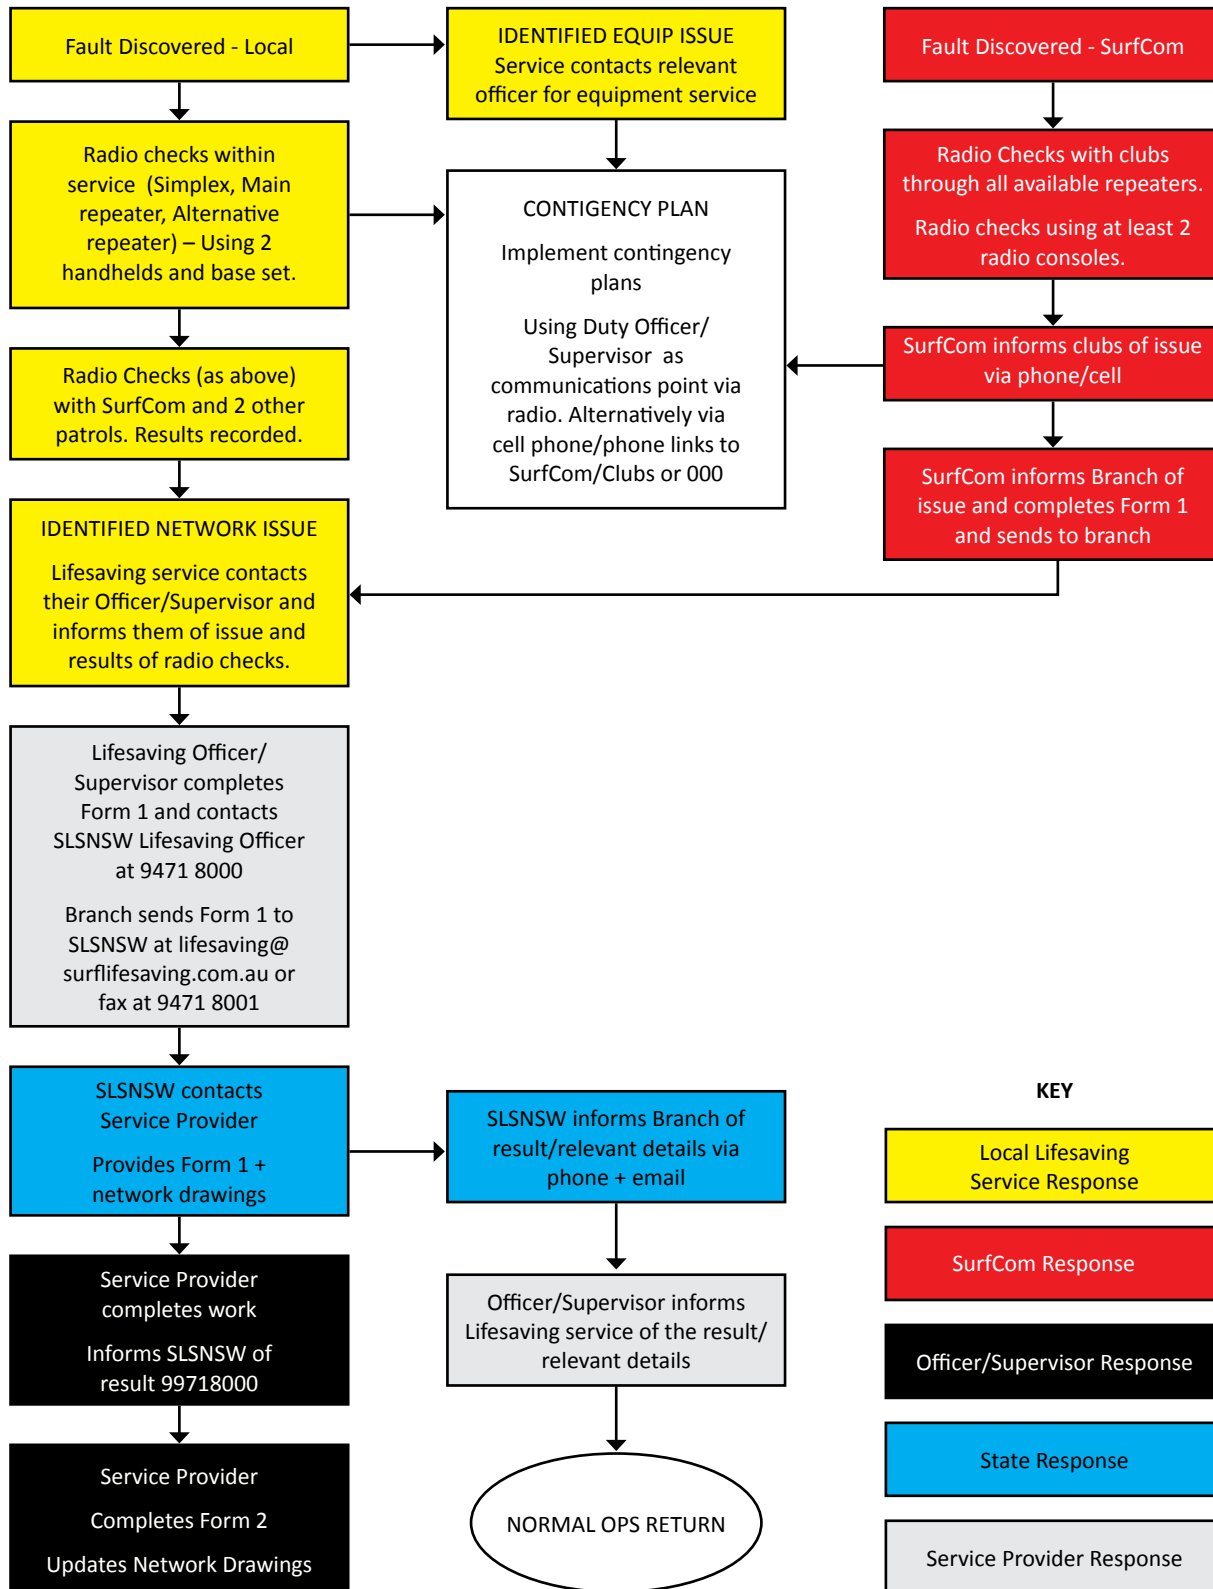 Fault Discovered - Local
IDENTIFIED EQUIP ISSUE
Service contacts relevant
officer for equipment service
Fault Discovered - SurfCom
Radio checks within
service  (Simplex, Main
repeater, Alternative
repeater) – Using 2
handhelds and base set.
CONTIGENCY PLAN
Implement contingency
plans
Using Duty Officer/
Supervisor  as
communications point via
radio. Alternatively via
cell phone/phone links to
SurfCom/Clubs or 000
Radio Checks with clubs
through all available repeaters.
Radio checks using at least 2
radio consoles.
SurfCom informs clubs of issue
via phone/cell
Radio Checks (as above)
with SurfCom and 2 other
patrols. Results recorded.
SurfCom informs Branch of
issue and completes Form 1
and sends to branch
IDENTIFIED NETWORK ISSUE
Lifesaving service contacts
their Officer/Supervisor and
informs them of issue and
results of radio checks.
Lifesaving Officer/
Supervisor completes
Form 1 and contacts
SLSNSW Lifesaving Officer
at 9471 8000
Branch sends Form 1 to
SLSNSW at lifesaving@
surflifesaving.com.au or
fax at 9471 8001
SLSNSW contacts
Service Provider
Provides Form 1 +
network drawings
SLSNSW informs Branch of
result/relevant details via
phone + email
Service Provider
completes work
Informs SLSNSW of
result 99718000
Officer/Supervisor informs
Lifesaving service of the result/
relevant details
Service Provider
Completes Form 2
Updates Network Drawings
NORMAL OPS RETURN
KEY
Local Lifesaving
Service Response
SurfCom Response
Officer/Supervisor Response
State Response
Service Provider Response